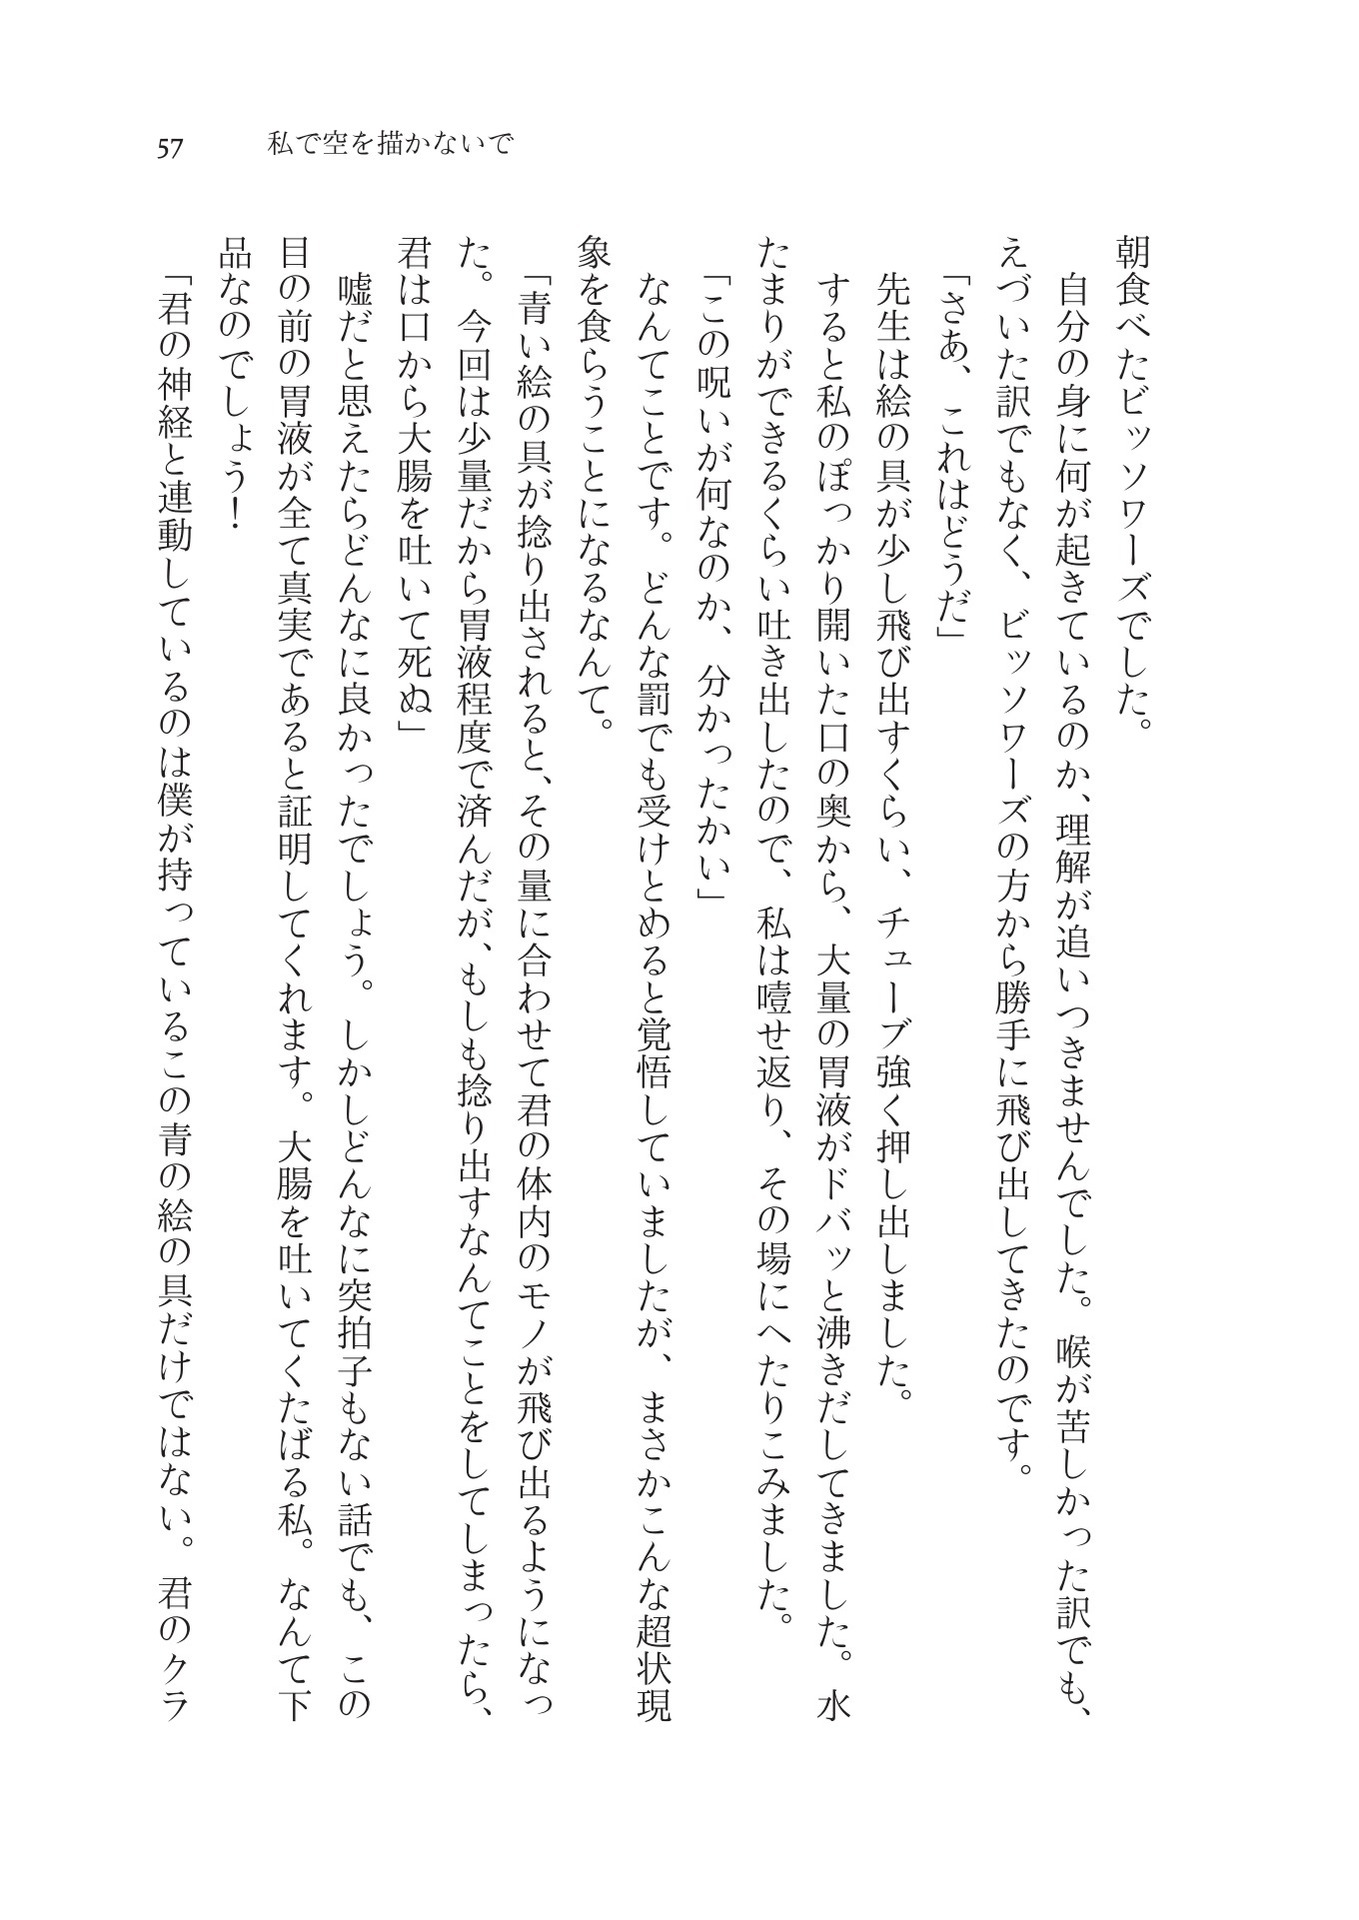 57 私で空を描かないで
朝食べたビッソワーズでした。
自分の身に何が起きているのか、理解が追いつきませんでした。喉が苦しかった訳でも、
えづいた訳でもなく、ビッソワーズの方から勝手に飛び出してきたのです。
「さあ、これはどうだ」
先生は絵の具が少し飛び出すくらい、チューブ強く押し出しました。
すると私のぽっかり開いた口の奥から、大量の胃液がドバッと沸きだしてきました。水
たまりができるくらい吐き出したので、私は噎せ返り、その場にへたりこみました。
「この呪いが何なのか、分かったかい」
なんてことです。どんな罰でも受けとめると覚悟していましたが、まさかこんな超状現
象を食らうことになるなんて。
「青い絵の具が捻り出されると、その量に合わせて君の体内のモノが飛び出るようになっ
た。今回は少量だから胃液程度で済んだが、もしも捻り出すなんてことをしてしまったら、
君は口から大腸を吐いて死ぬ」
嘘だと思えたらどんなに良かったでしょう。しかしどんなに突拍子もない話でも、この
目の前の胃液が全て真実であると証明してくれます。大腸を吐いてくたばる私。なんて下
品なのでしょう！
「君の神経と連動しているのは僕が持っているこの青の絵の具だけではない。君のクラ